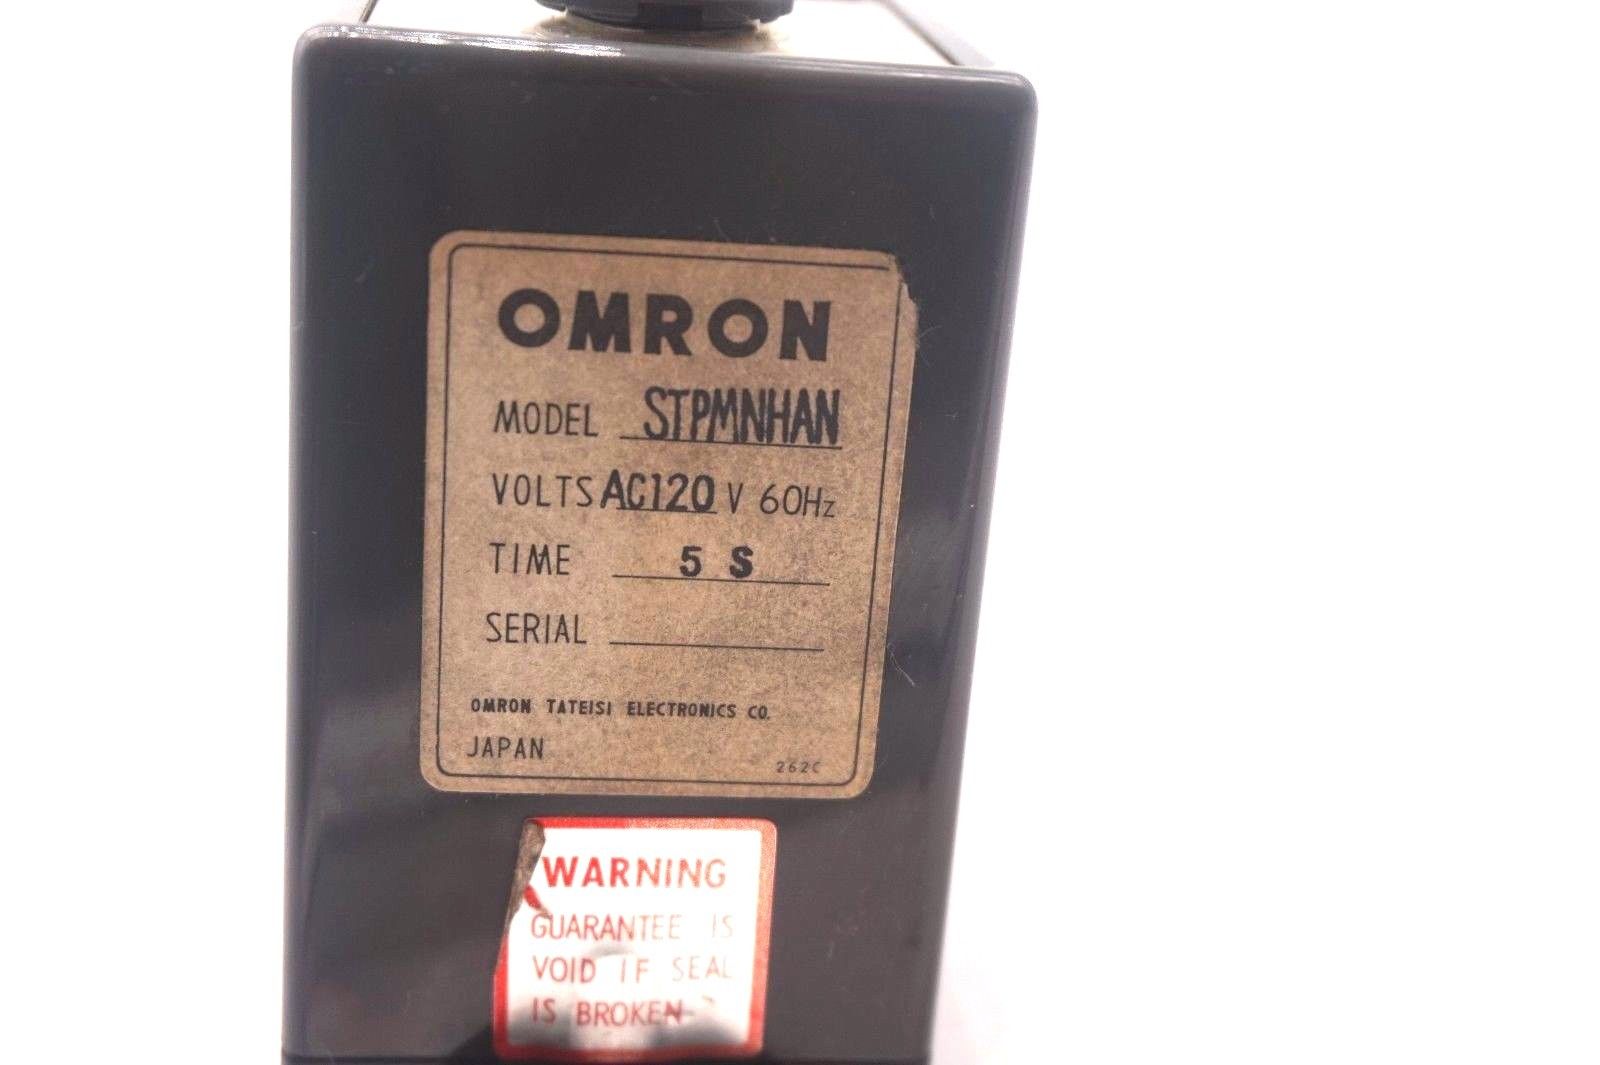 OMRON
MODEL STPMNHAN
VOLTS AC120 V 60Hz
TIME 5 S
SERIAL
OMRON TATEISI ELECTRONICS CO.
JAPAN
262C
WARNING
GUARANTEE IS
VOID IF SEAL
IS BROKEN